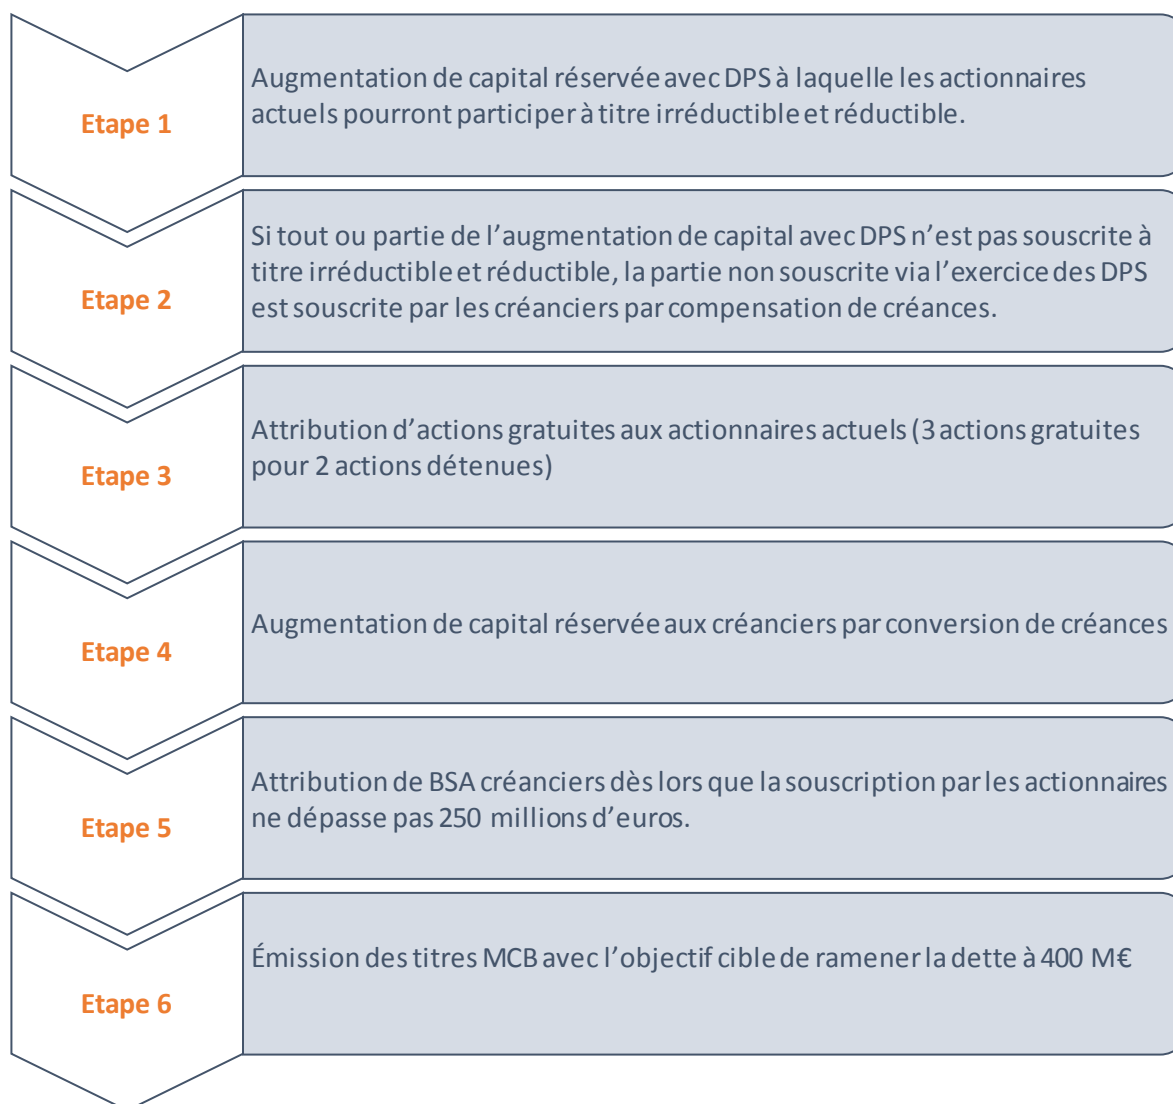 Etape 1
Augmentation de capital réservée avec DPS à laquelle les actionnaires
actuels pourront participer à titre irréductible et réductible.
Etape 2
Si tout ou partie de l'augmentation de capital avec DPS n'est pas souscrite à
titre irréductible et réductible, la partie non souscrite via l'exercice des DPS
est souscrite par les créanciers par compensation de créances.
Etape 3
Attribution d'actions gratuites aux actionnaires actuels (3 actions gratuites
pour 2 actions détenues)
Etape 4
Augmentation de capital réservée aux créanciers par conversion de créances
Etape 5
Attribution de BSA créanciers dès lors que la souscription par les actionnaires
ne dépasse pas 250 millions d'euros.
Etape 6
Émission des titres MCB avec l'objectif cible de ramener la dette à 400 M€